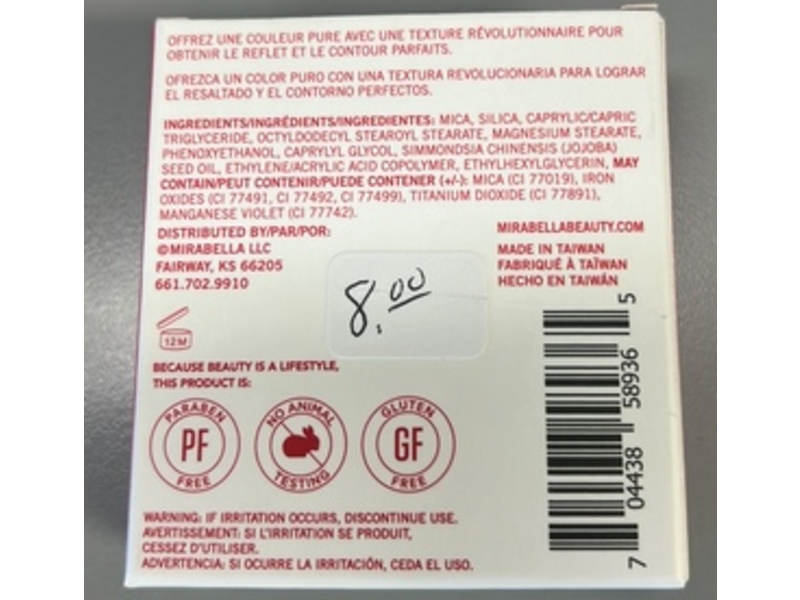 OFFREZ UNE COULEUR PURE AVEC UNE TEXTURE RÉVOLUTIONNAIRE POUR
OBTENIR LE REFLET ET LE CONTOUR PARFAITS.
OFREZCA UN COLOR PURO CON UNA TEXTURA REVOLUCIONARIA PARA LOGRAR
EL RESALTADO Y EL CONTORNO PERFECTOS.
INGREDIENTS/INGRÉDIENTS/INGREDIENTES: MICA, SILICA, CAPRYLIC/CAPRIC
TRIGLYCERIDE, OCTYLDODECYL STEAROYL STEARATE, MAGNESIUM STEARATE,
PHENOXYETHANOL, CAPRYLYL GLYCOL, SIMMONDSIA CHINENSIS (JOJOBA)
SEED OIL, ETHYLENE/ACRYLIC ACID COPOLYMER, ETHYLHEXYLGLYCERIN, MAY
CONTAIN/PEUT CONTENIR/PUEDE CONTENER (+/-): MICA (CI 77019), IRON
OXIDES (CI 77491, CI 77492, CI 77499), TITANIUM DIOXIDE (CI 77891),
MANGANESE VIOLET (CI 77742).
DISTRIBUTED BY/PAR/POR:
©MIRABELLA LLC
FAIRWAY, KS 66205
661.702.9910
MIRABELLABEAUTY.COM
MADE IN TAIWAN
FABRIQUÉ À TAÏWAN
HECHO EN TAIWÁN
8.00
12M
BECAUSE BEAUTY IS A LIFESTYLE,
THIS PRODUCT IS:
PARABEN
PF
FREE
NO ANIMAL
TESTING
GLUTEN
GF
FREE
7 04438 58936 5
WARNING: IF IRRITATION OCCURS, DISCONTINUE USE.
AVERTISSEMENT: SI L'IRRITATION SE PRODUIT,
CESSEZ D'UTILISER.
ADVERTENCIA: SI OCURRE LA IRRITACIÓN, CEDA EL USO.